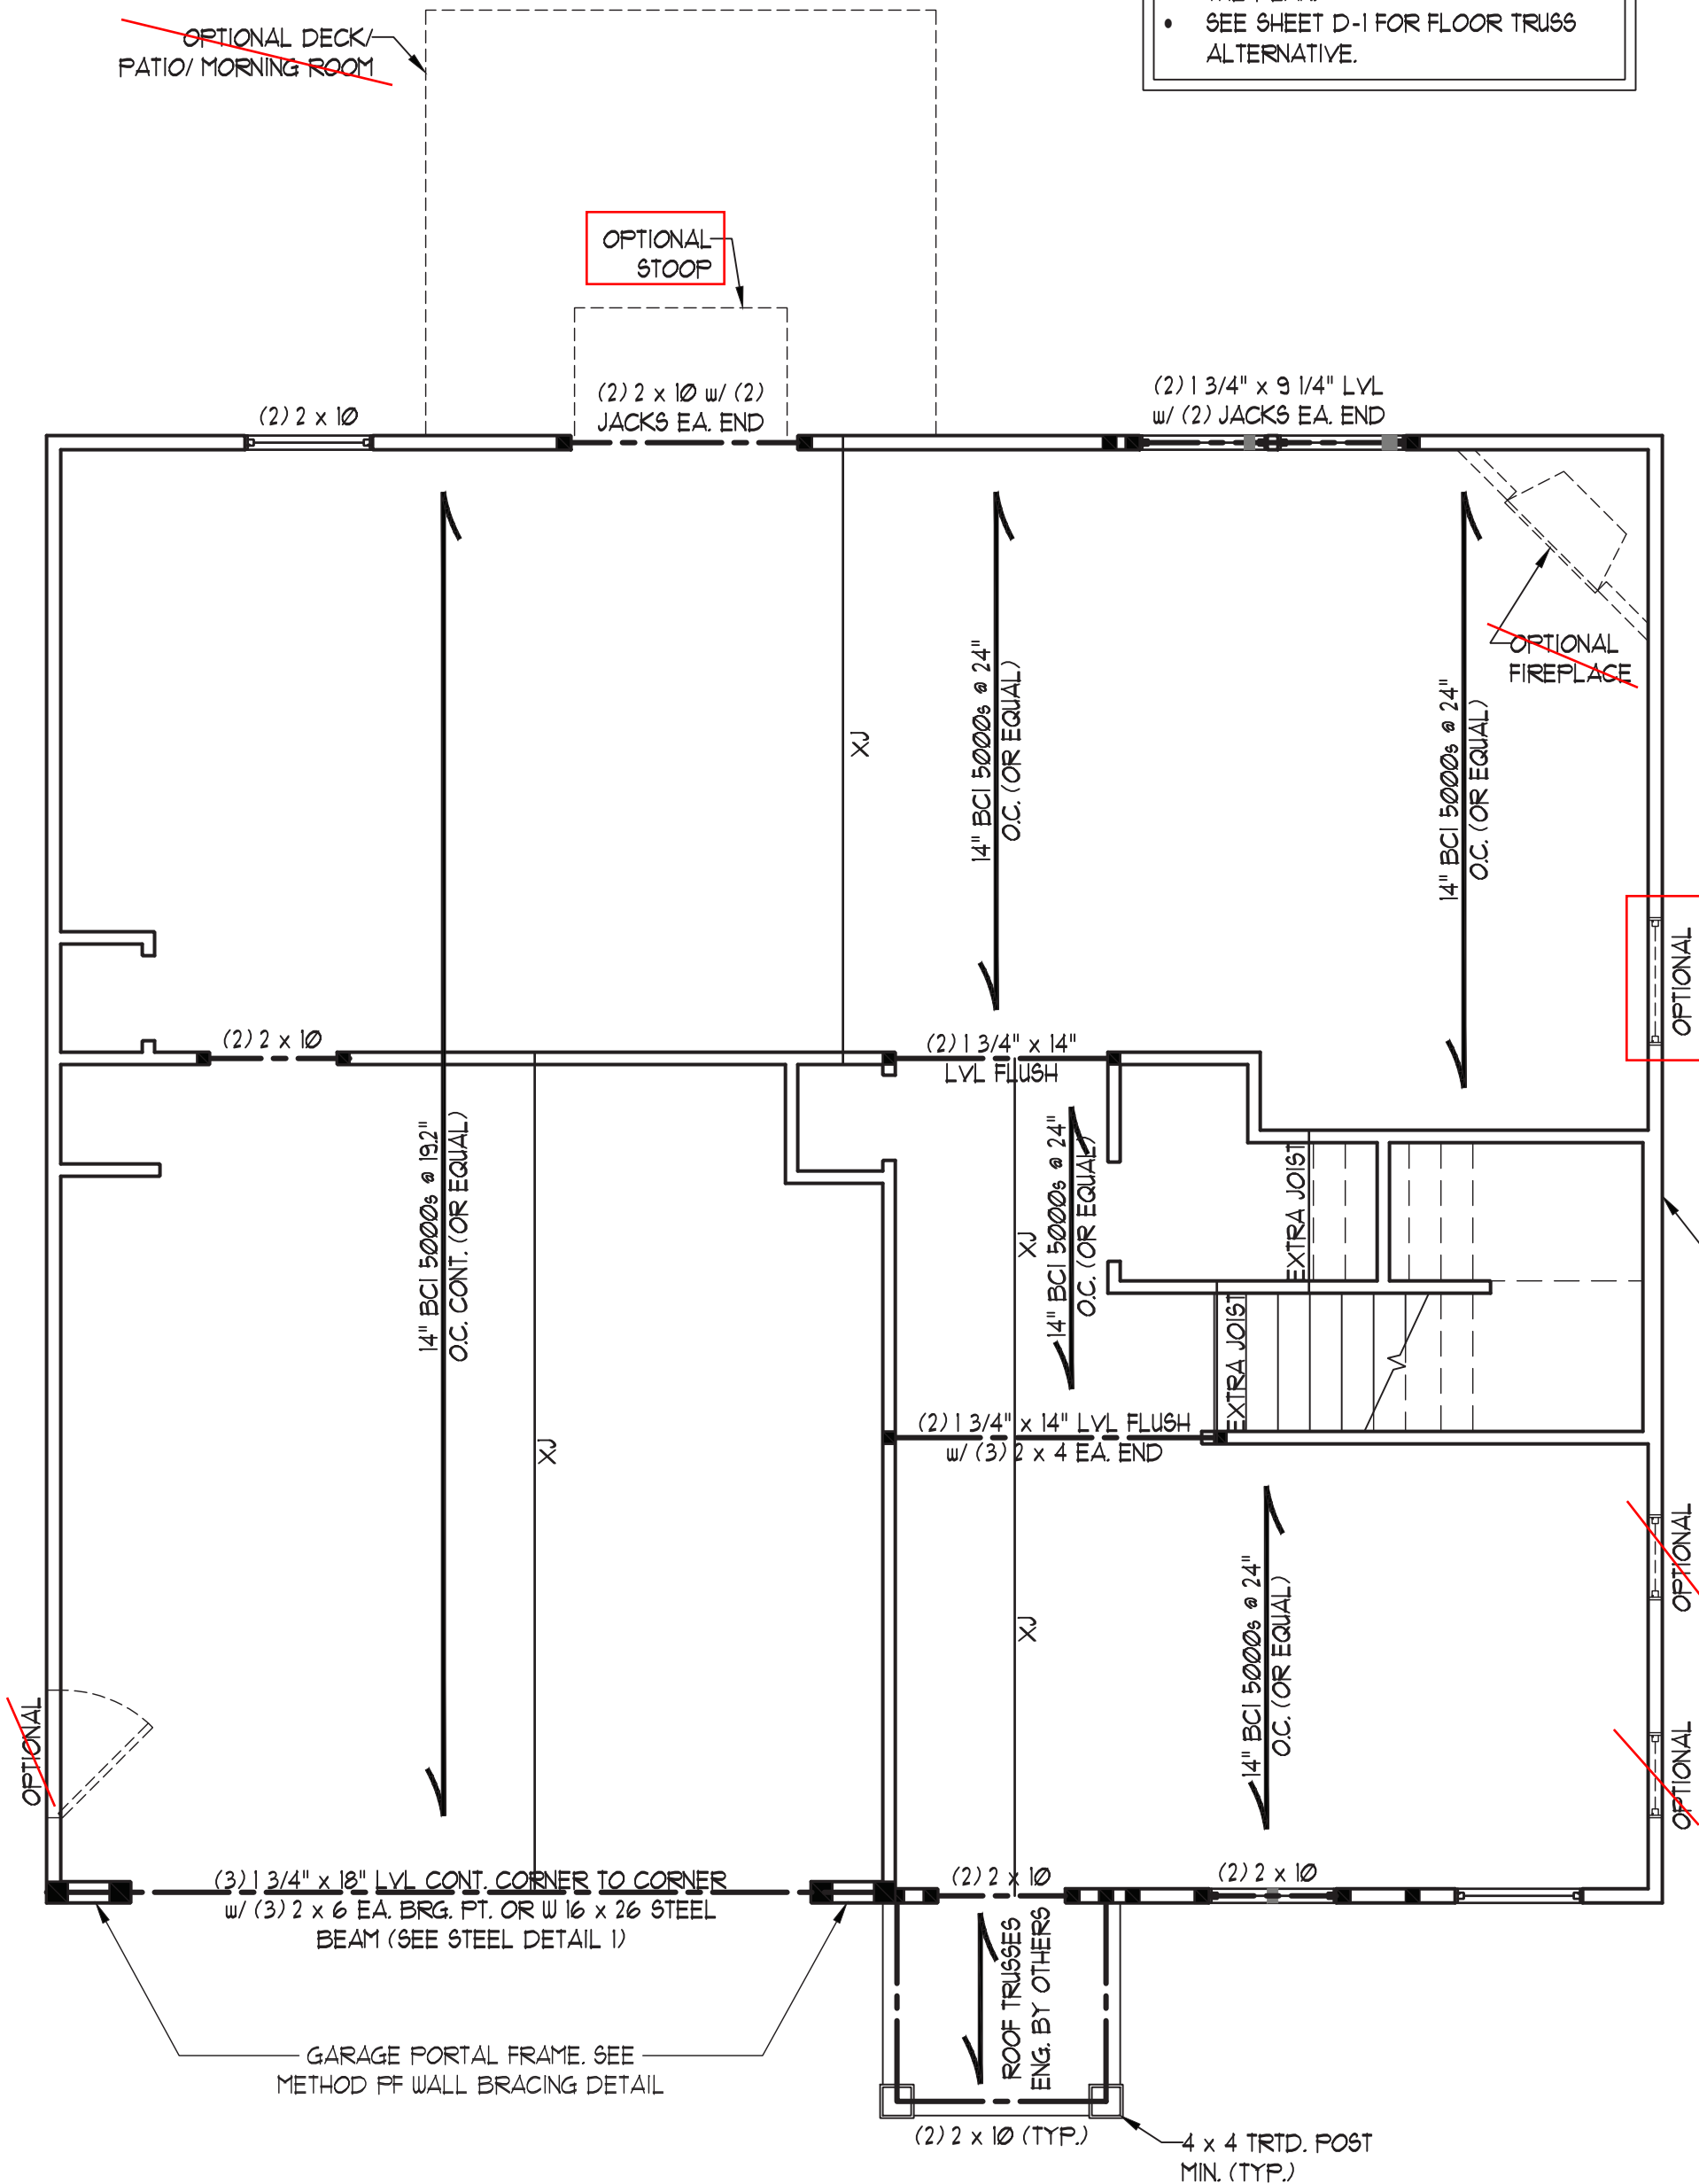 • SEE SHEET D-1 FOR FLOOR TRUSS
ALTERNATIVE.
OPTIONAL DECK/
PATIO/ MORNING ROOM
OPTIONAL
STOOP
(2) 2 x 10
(2) 2 x 10 w/ (2)
JACKS EA. END
(2) 1 3/4" x 9 1/4" LVL
w/ (2) JACKS EA. END
OPTIONAL
FIREPLACE
14" BCI 5000s @ 24"
O.C. (OR EQUAL)
14" BCI 5000s @ 24"
O.C. (OR EQUAL)
XJ
OPTIONAL
(2) 2 x 10
(2) 1 3/4" x 14"
LVL FLUSH
14" BCI 5000s @ 19.2"
O.C. CONT. (OR EQUAL)
XJ
14" BCI 5000s @ 24"
O.C. (OR EQUAL)
EXTRA JOIST
EXTRA JOIST
(2) 1 3/4" x 14" LVL FLUSH
w/ (3) 2 x 4 EA. END
XJ
XJ
14" BCI 5000s @ 24"
O.C. (OR EQUAL)
OPTIONAL
OPTIONAL
OPTIONAL
(3) 1 3/4" x 18" LVL CONT. CORNER TO CORNER
w/ (3) 2 x 6 EA. BRG. PT. OR W 16 x 26 STEEL
BEAM (SEE STEEL DETAIL 1)
(2) 2 x 10
(2) 2 x 10
ROOF TRUSSES
ENG. BY OTHERS
GARAGE PORTAL FRAME. SEE
METHOD PF WALL BRACING DETAIL
(2) 2 x 10 (TYP.)
4 x 4 TRTD. POST
MIN. (TYP.)